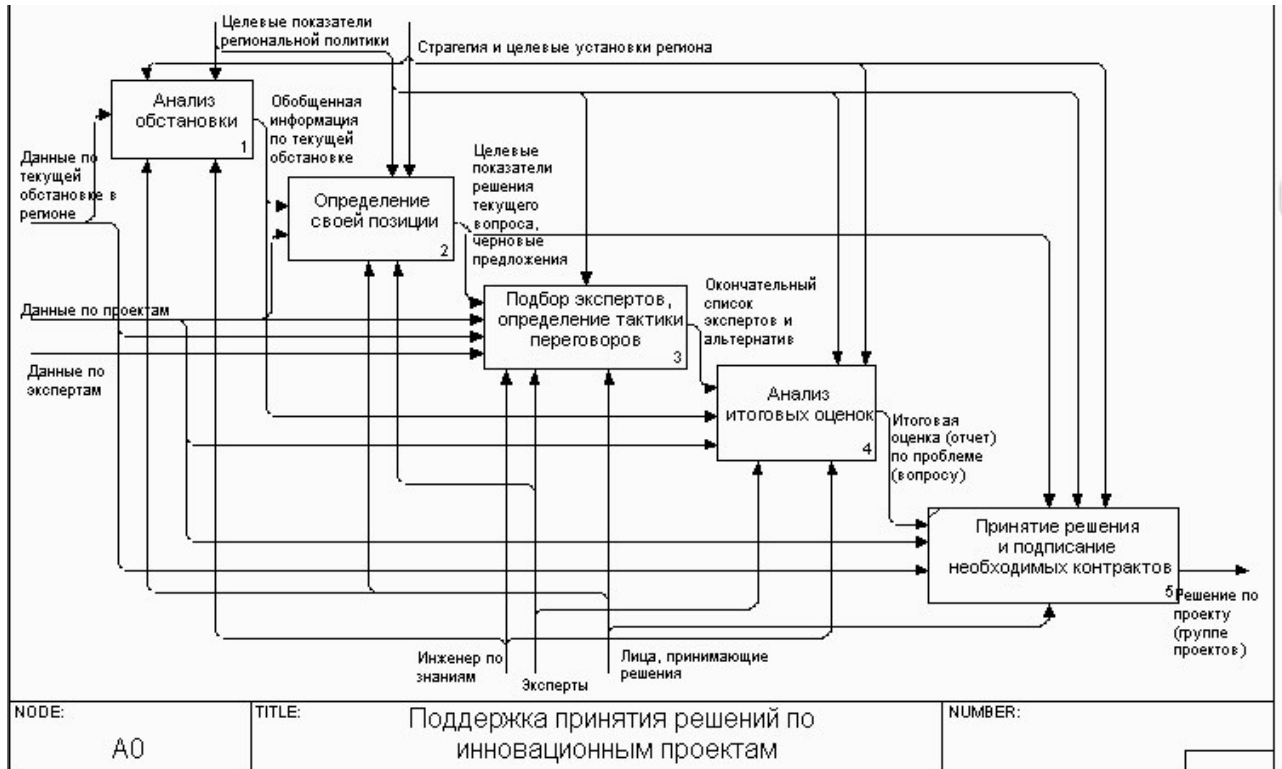 Целевые показатели
региональной политики
Стратегия и целевые установки региона
Анализ
обстановки
1
Обобщенная
информация
по текущей
обстановке
Данные по
текущей
обстановке в
регионе
Целевые
показатели
решения
текущего
вопроса,
черновые
предложения
Определение
своей позиции
2
Данные по проектам
Подбор экспертов,
определение тактики
переговоров
3
Окончательный
список
экспертов и
альтернатив
Данные по
экспертам
Анализ
итоговых оценок
4
Итоговая
оценка (отчет)
по проблеме
(вопросу)
Принятие решения
и подписание
необходимых контрактов
5
Решение по
проекту
(группе
проектов)
Инженер по
знаниям
Эксперты
Лица, принимающие
решения
NODE:
A0
TITLE:
Поддержка принятия решений по
инновационным проектам
NUMBER: